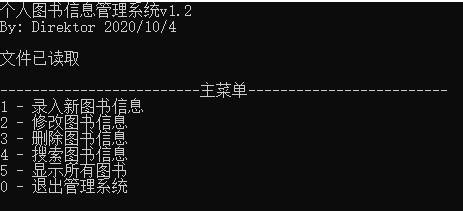 个人图书信息管理系统v1.2
By: Direktor 2020/10/4
文件已读取
-------------------------主菜单-------------------------
1 - 录入新图书信息
2 - 修改图书信息
3 - 删除图书信息
4 - 搜索图书信息
5 - 显示所有图书
0 - 退出管理系统